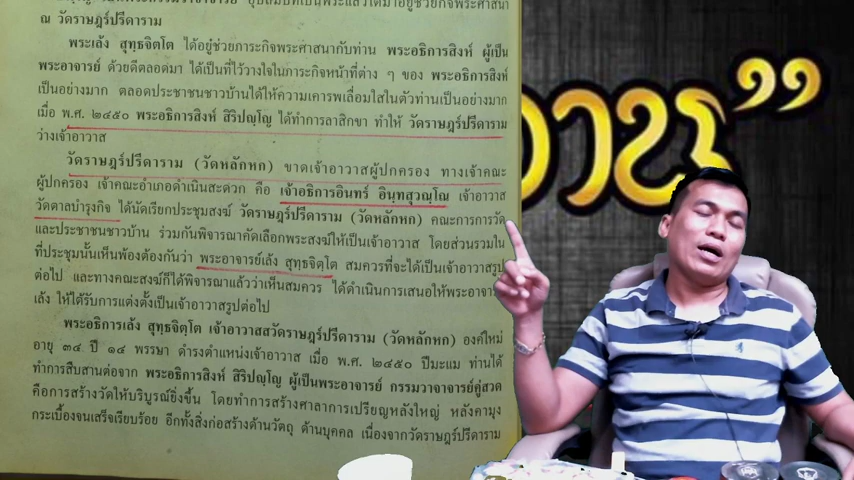 ณ วัดราษฎร์ปรีดาราม
พระเล้ง สุทฺธจิตฺโต ได้อยู่ช่วยภาระกิจพระศาสนากับท่าน พระอธิการสิงห์ ผู้เป็น
พระอาจารย์ ด้วยดีตลอดมา ได้เป็นที่ไว้วางใจในภาระกิจหน้าที่ต่าง ๆ ของ พระอธิการสิงห์
เป็นอย่างมาก ตลอดประชาชนชาวบ้านได้ให้ความเคารพเลื่อมใสในตัวท่านเป็นอย่างมาก
เมื่อ พ.ศ. ๒๔๕๐ พระอธิการสิงห์ สิริปญฺโญ ได้ทำการลาสิกขา ทำให้ วัดราษฎร์ปรีดาราม
ว่างเจ้าอาวาส
วัดราษฎร์ปรีดาราม (วัดหลักหก) ขาดเจ้าอาวาสผู้ปกครอง ทางเจ้าคณะ
ผู้ปกครอง เจ้าคณะอำเภอดำเนินสะดวก คือ เจ้าอธิการอินทร์ อินฺทสุวณฺโณ เจ้าอาวาส
วัดตาลบำรุงกิจ ได้นัดเรียกประชุมสงฆ์ วัดราษฎร์ปรีดาราม (วัดหลักหก) คณะการการวัด
และประชาชนชาวบ้าน ร่วมกันพิจารณาคัดเลือกพระสงฆ์ให้เป็นเจ้าอาวาส โดยส่วนรวมใน
ที่ประชุมนั้นเห็นพ้องต้องกันว่า พระอาจารย์เล้ง สุทฺธจิตฺโต สมควรที่จะได้เป็นเจ้าอาวาสรูป
ต่อไป และทางคณะสงฆ์ก็ได้พิจารณาแล้วว่าเห็นสมควร ได้ดำเนินการเสนอให้พระอาจา
เล้ง ให้ได้รับการแต่งตั้งเป็นเจ้าอาวาสรูปต่อไป
พระอธิการเล้ง สุทฺธจิตฺโต เจ้าอาวาสสวัดราษฎร์ปรีดาราม (วัดหลักหก) องค์ใหม่
อายุ ๓๔ ปี ๑๔ พรรษา ดำรงตำแหน่งเจ้าอาวาส เมื่อ พ.ศ. ๒๔๕๐ ปีมะแม ท่านได้
ทำการสืบสานต่อจาก พระอธิการสิงห์ สิริปญฺโญ ผู้เป็นพระอาจารย์ กรรมวาจาจารย์คู่สวด
คือการสร้างวัดให้บริบูรณ์ยิ่งขึ้น โดยทำการสร้างศาลาการเปรียญหลังใหญ่ หลังคามุง
กระเบื้องจนเสร็จเรียบร้อย อีกทั้งสิ่งก่อสร้างด้านวัตถุ ด้านบุคคล เนื่องจากวัดราษฎร์ปรีดาราม